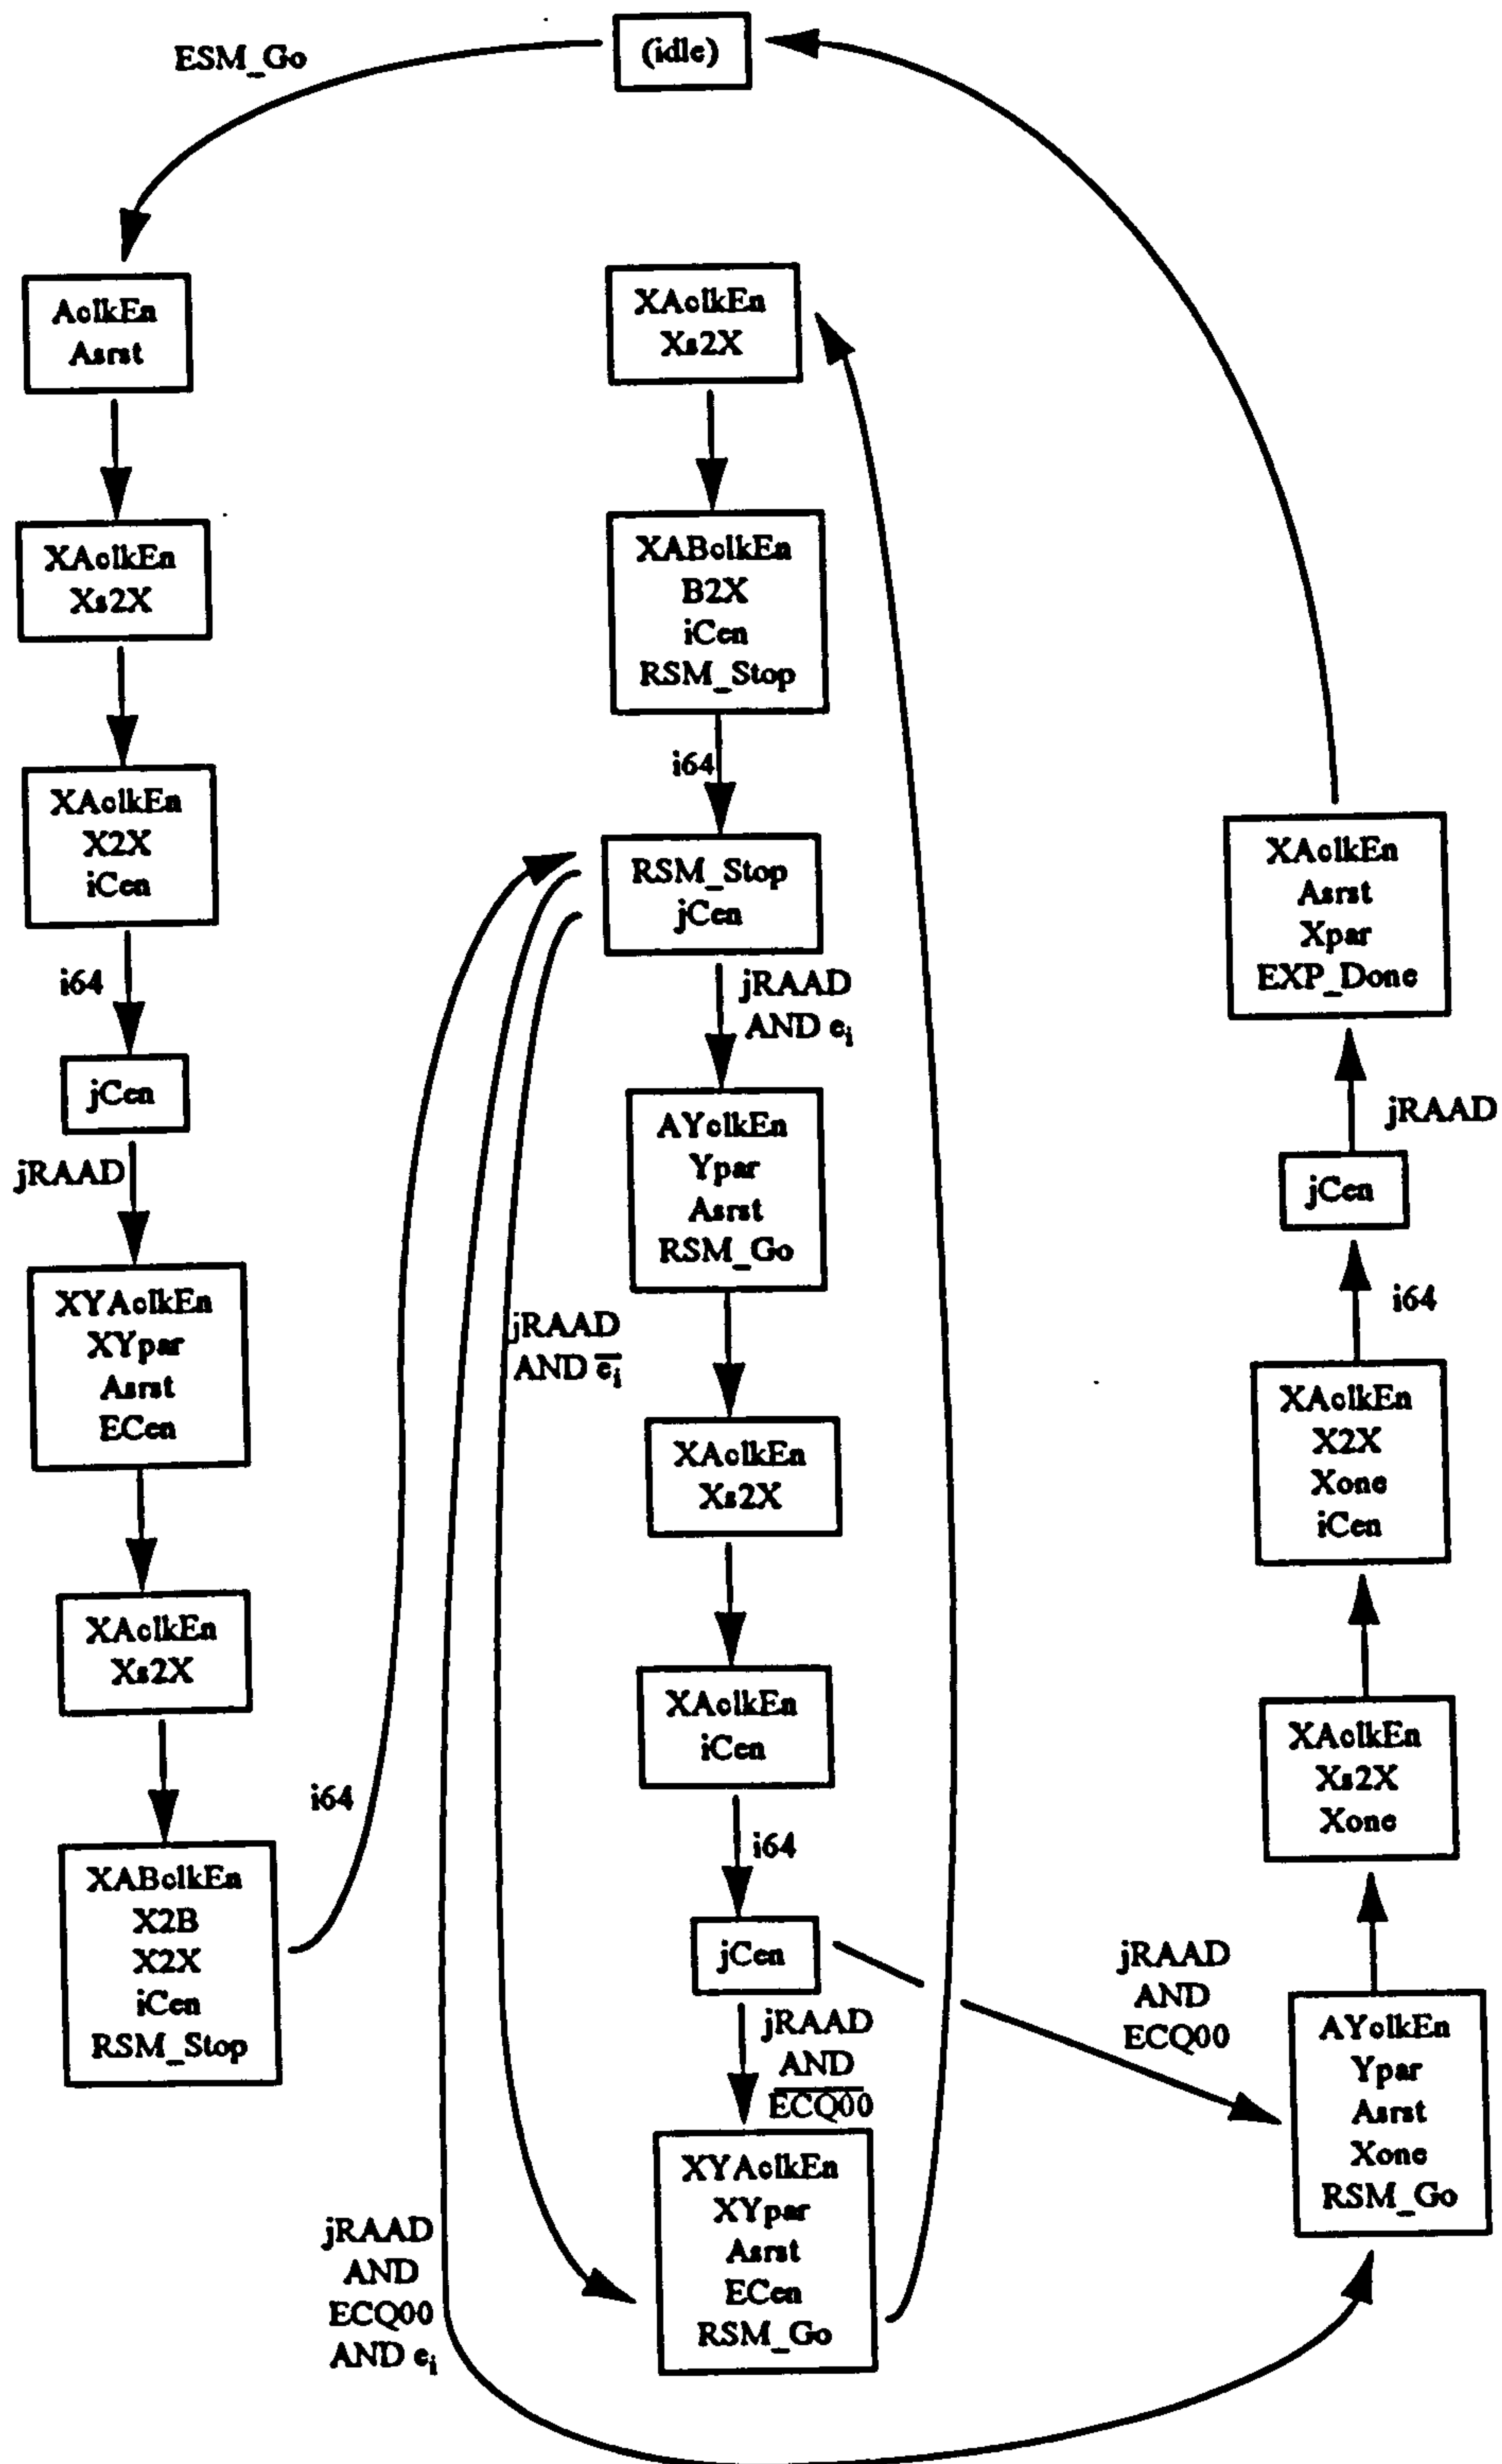 (idle)
ESM_Go
AclkEn
Asrst
XAclkEn
Xs2X
XAclkEn
X2X
iCen
i64
jCen
jRAAD
XYAclkEn
XYpar
Asrst
ECen
XAclkEn
Xs2X
XABclkEn
X2B
X2X
iCen
RSM_Stop
i64
XAclkEn
Xs2X
XABclkEn
B2X
iCen
RSM_Stop
i64
RSM_Stop
jCen
jRAAD
AND eᵢ
AYclkEn
Ypar
Asrst
RSM_Go
jRAAD
AND e̅ᵢ
XAclkEn
Xs2X
XAclkEn
iCen
i64
jCen
jRAAD
AND
E̅C̅Q̅0̅0̅
XYAclkEn
XYpar
Asrst
ECen
RSM_Go
jRAAD
AND
ECQ00
AND eᵢ
jRAAD
AND
ECQ00
AYclkEn
Ypar
Asrst
Xone
RSM_Go
XAclkEn
Xs2X
Xone
XAclkEn
X2X
Xone
iCen
i64
jCen
jRAAD
XAclkEn
Asrst
Xpar
EXP_Done